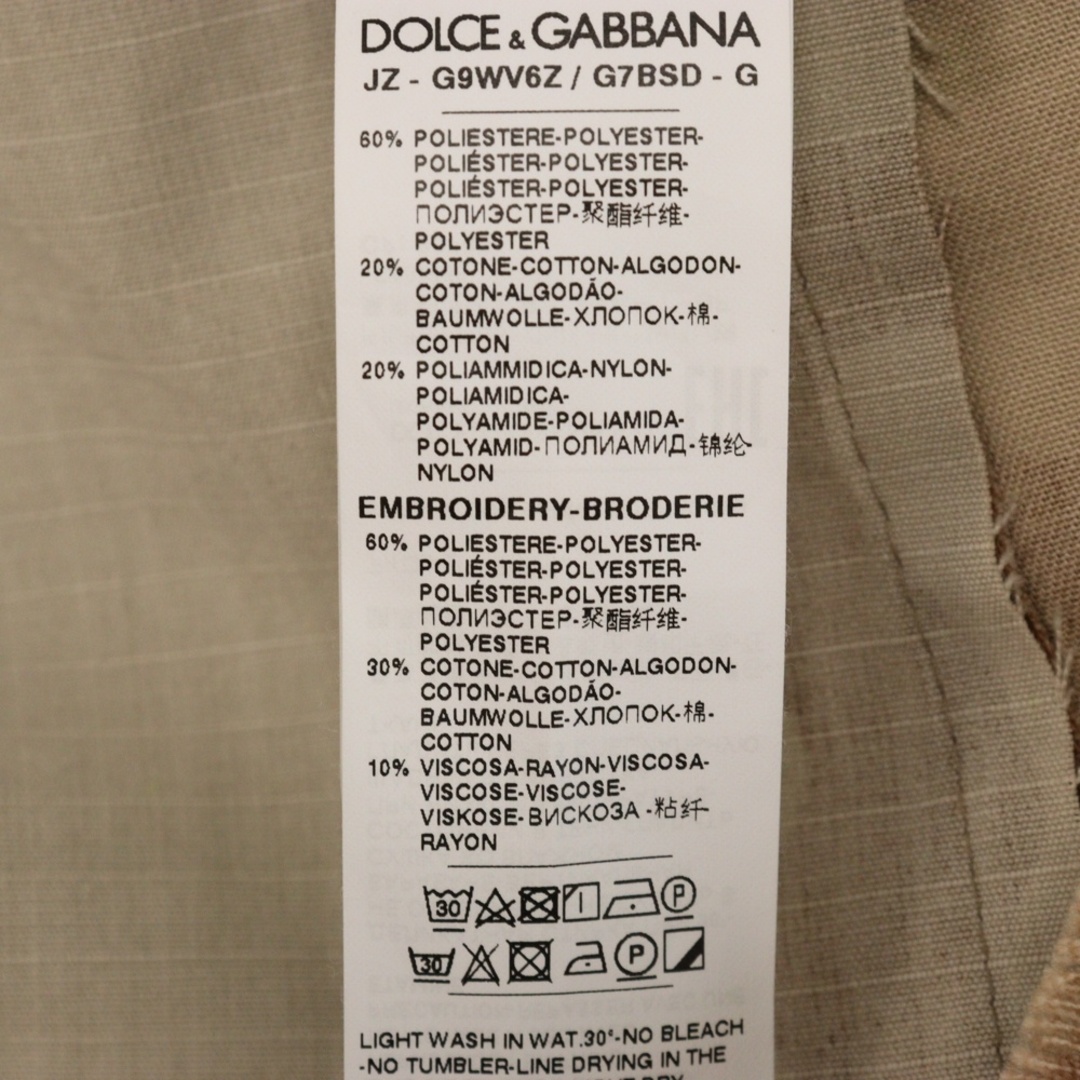 DOLCE & GABBANA
JZ - G9WV6Z / G7BSD - G
60% POLIESTERE-POLYESTER-
POLIÉSTER-POLYESTER-
POLIÉSTER-POLYESTER-
ПОЛИЭСТЕР-聚酯纤维-
POLYESTER
20% COTONE-COTTON-ALGODON-
COTON-ALGODÃO-
BAUMWOLLE-ХЛОПОК-棉-
COTTON
20% POLIAMMIDICA-NYLON-
POLIAMIDICA-
POLYAMIDE-POLIAMIDA-
POLYAMID-ПОЛИАМИД-锦纶-
NYLON
EMBROIDERY-BRODERIE
60% POLIESTERE-POLYESTER-
POLIÉSTER-POLYESTER-
POLIÉSTER-POLYESTER-
ПОЛИЭСТЕР-聚酯纤维-
POLYESTER
30% COTONE-COTTON-ALGODON-
COTON-ALGODÃO-
BAUMWOLLE-ХЛОПОК-棉-
COTTON
10% VISCOSA-RAYON-VISCOSA-
VISCOSE-VISCOSE-
VISKOSE-ВИСКОЗА -粘纤-
RAYON
30 P
30 P
LIGHT WASH IN WAT.30°-NO BLEACH
-NO TUMBLER-LINE DRYING IN THE